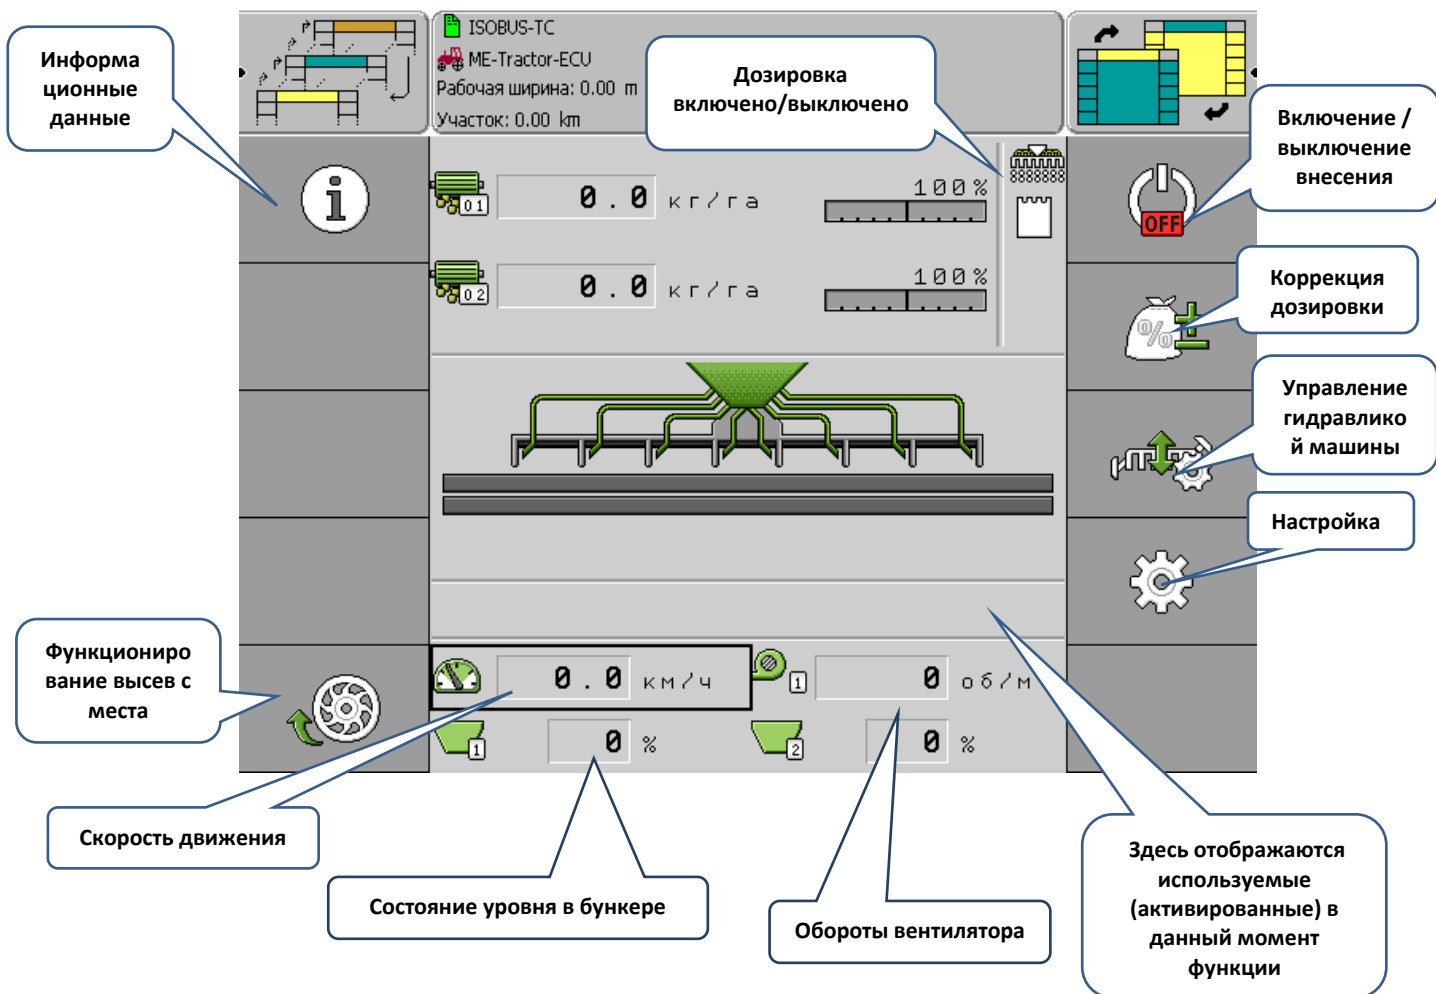 Информа
ционные
данные
ISOBUS-TC
ME-Tractor-ECU
Рабочая ширина: 0.00 m
Участок: 0.00 km
Дозировка
включено/выключено
Включение /
выключение
внесения
01
0.0 кг/га
100%
OFF
02
0.0 кг/га
100%
Коррекция
дозировки
%
Управление
гидравлико
й машины
Настройка
Функциониро
вание высев с
места
0.0 км/ч
1
0 об/м
1
0 %
2
0 %
Скорость движения
Состояние уровня в бункере
Обороты вентилятора
Здесь отображаются
используемые
(активированные) в
данный момент
функции